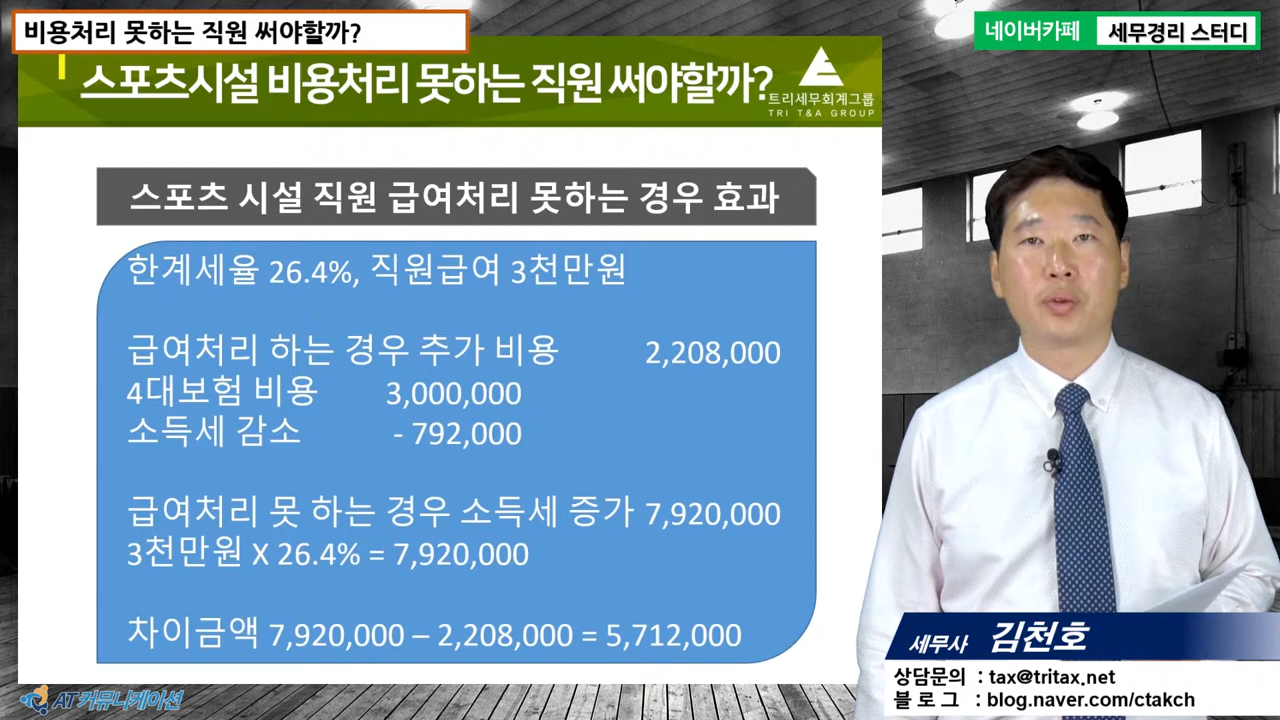 비용처리 못하는 직원 써야할까?
네이버카페 세무경리 스터디
스포츠시설 비용처리 못하는 직원 써야할까?
트리세무회계그룹
TRI T&A GROUP
스포츠 시설 직원 급여처리 못하는 경우 효과
한계세율 26.4%, 직원급여 3천만원
급여처리 하는 경우 추가 비용 2,208,000
4대보험 비용 3,000,000
소득세 감소 - 792,000
급여처리 못 하는 경우 소득세 증가 7,920,000
3천만원 X 26.4% = 7,920,000
차이금액 7,920,000 – 2,208,000 = 5,712,000
세무사 김천호
상담문의 : tax@tritax.net
블 로 그 : blog.naver.com/ctakch
AT커뮤니케이션